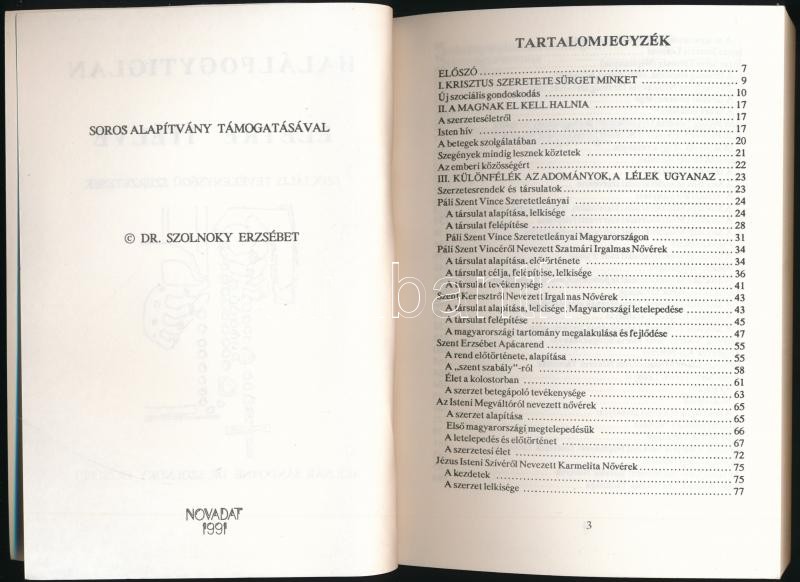 SOROS ALAPÍTVÁNY TÁMOGATÁSÁVAL
© DR. SZOLNOKY ERZSÉBET
NOVADAT
1991
TARTALOMJEGYZÉK
ELŐSZÓ 7
I. KRISZTUS SZERETETE SÜRGET MINKET 9
Új szociális gondoskodás 10
II. A MAGNAK EL KELL HALNIA 17
A szerzeteséletről 17
Isten hív 17
A betegek szolgálatában 20
Szegények mindig lesznek köztetek 21
Az emberi közösségért 22
III. KÜLÖNFÉLÉK AZ ADOMÁNYOK, A LÉLEK UGYANAZ 23
Szerzetesrendek és társulatok 23
Páli Szent Vince Szeretetleányai 24
A társulat alapítása, lelkisége 24
A társulat felépítése 28
Páli Szent Vince Szeretetleányai Magyarországon 31
Páli Szent Vincéről Nevezett Szatmári Irgalmas Nővérek 34
A társulat alapítása, előtörténete 34
A társulat célja, felépítése, lelkisége 36
A társulat tevékenysége 41
Szent Keresztről Nevezett Irgalmas Nővérek 43
A társulat alapítása, lelkisége, Magyarországi letelepedése 43
A társulat felépítése 45
A magyarországi tartomány megalakulása és fejlődése 47
Szent Erzsébet Apácarend 55
A rend előtörténete, alapítása 55
A „szent szabály"-ról 58
Élet a kolostorban 61
A szerzet betegápoló tevékenysége 63
Az Isteni Megváltóról nevezett nővérek 65
A szerzet alapítása 65
Első magyarországi megtelepedésük 66
A letelepedés és előtörténet 67
A szerzetesi élet 72
Jézus Isteni Szívéről Nevezett Karmelita Nővérek 75
A kezdetek 75
A szerzet lelkisége 77
3